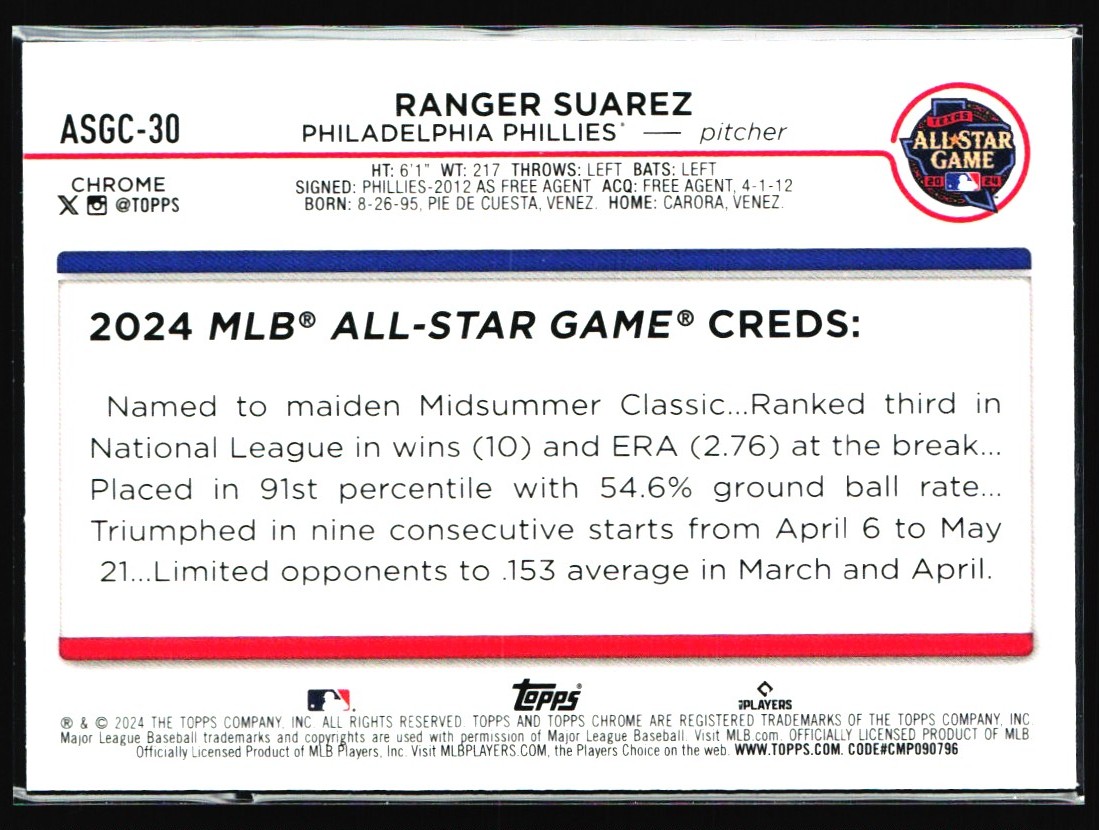 ASGC-30
RANGER SUAREZ
PHILADELPHIA PHILLIES® — pitcher
TEXAS
ALL★STAR
GAME
20 24
CHROME
X @TOPPS
HT: 6'1" WT: 217 THROWS: LEFT BATS: LEFT
SIGNED: PHILLIES-2012 AS FREE AGENT ACQ: FREE AGENT, 4-1-12
BORN: 8-26-95, PIE DE CUESTA, VENEZ. HOME: CARORA, VENEZ.
2024 MLB® ALL-STAR GAME® CREDS:
Named to maiden Midsummer Classic...Ranked third in
National League in wins (10) and ERA (2.76) at the break...
Placed in 91st percentile with 54.6% ground ball rate...
Triumphed in nine consecutive starts from April 6 to May
21...Limited opponents to .153 average in March and April.
Topps®
MLB PLAYERS
® & © 2024 THE TOPPS COMPANY, INC. ALL RIGHTS RESERVED. TOPPS AND TOPPS CHROME ARE REGISTERED TRADEMARKS OF THE TOPPS COMPANY, INC.
Major League Baseball trademarks and copyrights are used with permission of Major League Baseball. Visit MLB.com. OFFICIALLY LICENSED PRODUCT OF MLB
Officially Licensed Product of MLB Players, Inc. Visit MLBPLAYERS.COM, the Players Choice on the web. WWW.TOPPS.COM. CODE#CMP090796